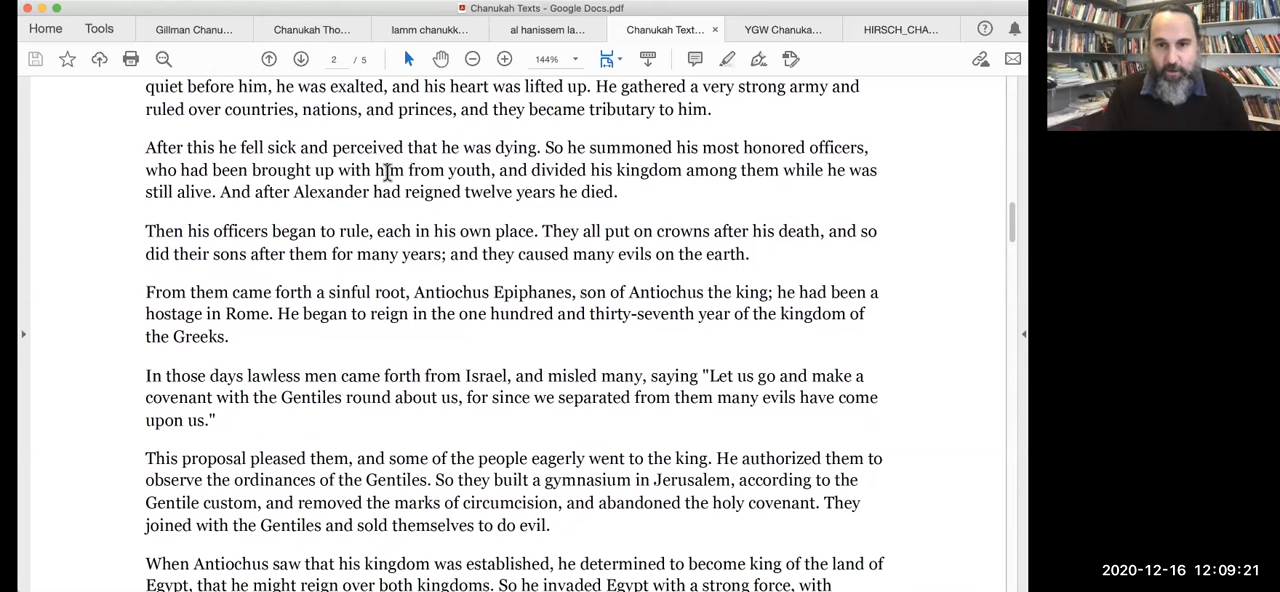 Chanukah Texts - Google Docs.pdf
Home Tools Gillman Chanu... Chanukah Tho... lamm chanukk... al hanissem la... Chanukah Text... × YGW Chanuka... HIRSCH_CHA...
2 / 5 144%
quiet before him, he was exalted, and his heart was lifted up. He gathered a very strong army and
ruled over countries, nations, and princes, and they became tributary to him.
After this he fell sick and perceived that he was dying. So he summoned his most honored officers,
who had been brought up with him from youth, and divided his kingdom among them while he was
still alive. And after Alexander had reigned twelve years he died.
Then his officers began to rule, each in his own place. They all put on crowns after his death, and so
did their sons after them for many years; and they caused many evils on the earth.
From them came forth a sinful root, Antiochus Epiphanes, son of Antiochus the king; he had been a
hostage in Rome. He began to reign in the one hundred and thirty-seventh year of the kingdom of
the Greeks.
In those days lawless men came forth from Israel, and misled many, saying "Let us go and make a
covenant with the Gentiles round about us, for since we separated from them many evils have come
upon us."
This proposal pleased them, and some of the people eagerly went to the king. He authorized them to
observe the ordinances of the Gentiles. So they built a gymnasium in Jerusalem, according to the
Gentile custom, and removed the marks of circumcision, and abandoned the holy covenant. They
joined with the Gentiles and sold themselves to do evil.
When Antiochus saw that his kingdom was established, he determined to become king of the land of
Egypt, that he might reign over both kingdoms. So he invaded Egypt with a strong force, with
2020-12-16 12:09:21